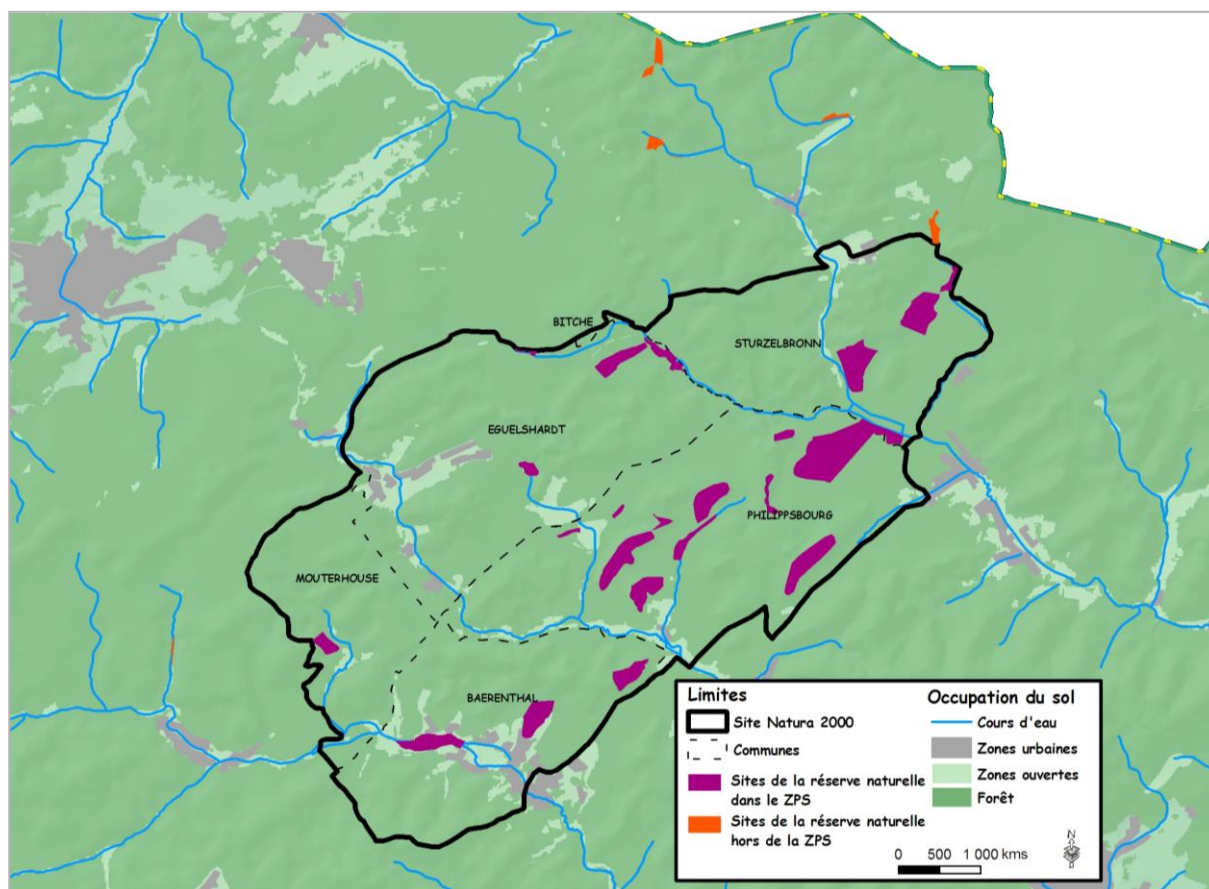 BITCHE
STURZELBRONN
EGUELSHARDT
PHILIPPSBOURG
MOUTERHOUSE
BAERENTHAL
Limites
Site Natura 2000
Communes
Sites de la réserve naturelle
dans le ZPS
Sites de la réserve naturelle
hors de la ZPS
Occupation du sol
Cours d'eau
Zones urbaines
Zones ouvertes
Forêt
N
0 500 1 000 kms